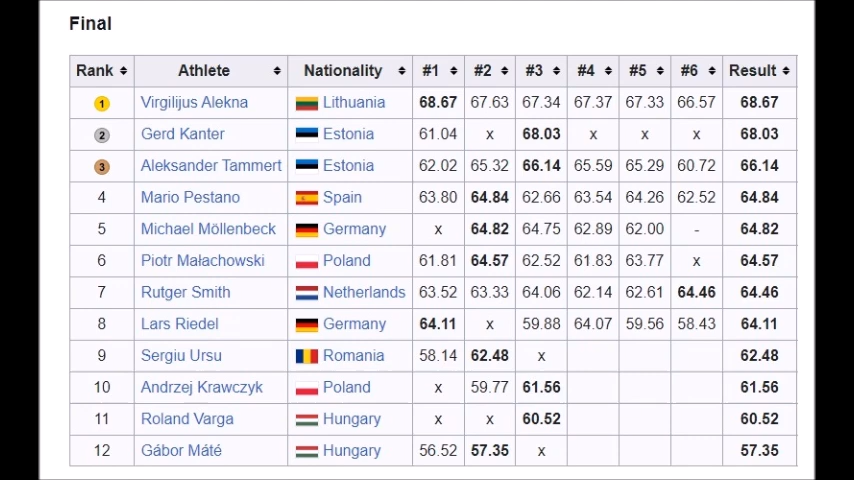 Final
Rank Athlete Nationality #1 #2 #3 #4 #5 #6 Result
1 Virgilijus Alekna Lithuania 68.67 67.63 67.34 67.37 67.33 66.57 68.67
2 Gerd Kanter Estonia 61.04 x 68.03 x x x 68.03
3 Aleksander Tammert Estonia 62.02 65.32 66.14 65.59 65.29 60.72 66.14
4 Mario Pestano Spain 63.80 64.84 62.66 63.54 64.26 62.52 64.84
5 Michael Möllenbeck Germany x 64.82 64.75 62.89 62.00 - 64.82
6 Piotr Małachowski Poland 61.81 64.57 62.52 61.83 63.77 x 64.57
7 Rutger Smith Netherlands 63.52 63.33 64.06 62.14 62.61 64.46 64.46
8 Lars Riedel Germany 64.11 x 59.88 64.07 59.56 58.43 64.11
9 Sergiu Ursu Romania 58.14 62.48 x 62.48
10 Andrzej Krawczyk Poland x 59.77 61.56 61.56
11 Roland Varga Hungary x x 60.52 60.52
12 Gábor Máté Hungary 56.52 57.35 x 57.35